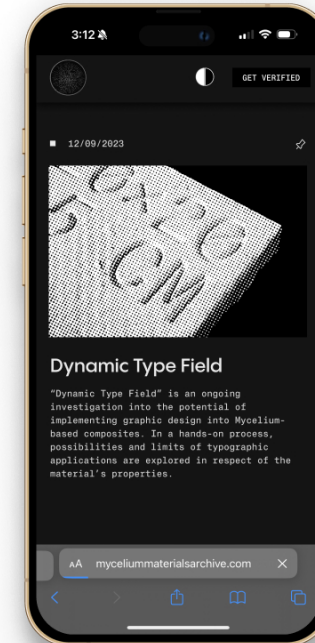 3:12
GET VERIFIED
12/09/2023
CM
Dynamic Type Field
“Dynamic Type Field” is an ongoing
investigation into the potential of
implementing graphic design into Mycelium-
based composites. In a hands-on process,
possibilities and limits of typographic
applications are explored in respect of the
material’s properties.
AA myceliummaterialsarchive.com